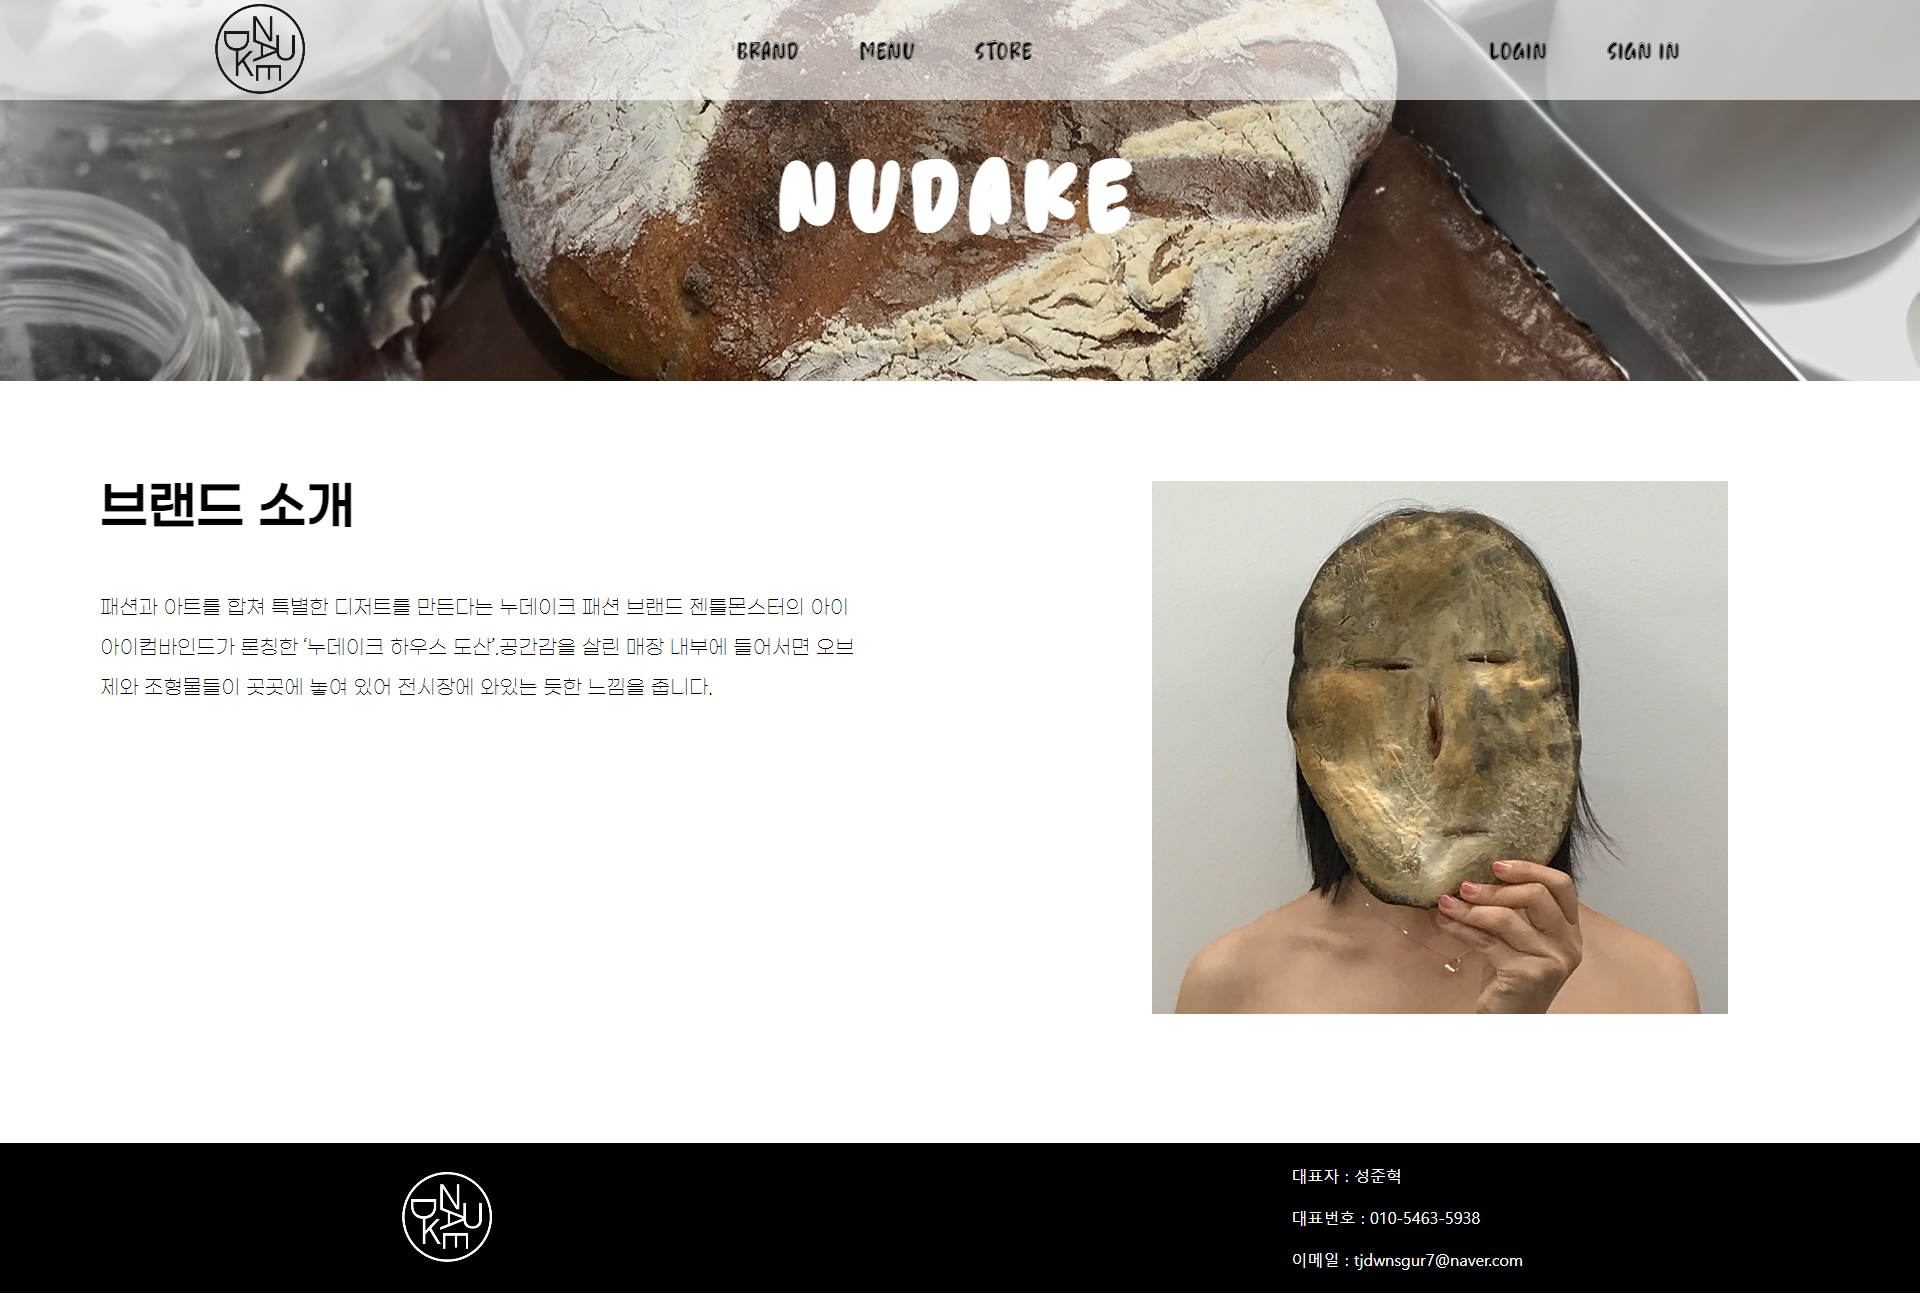 NUDAKE
BRAND MENU STORE
LOGIN SIGN IN
NUDAKE
브랜드 소개
패션과 아트를 합쳐 특별한 디저트를 만든다는 누데이크 패션 브랜드 젠틀몬스터의 아이
아이컴바인드가 론칭한 ‘누데이크 하우스 도산’.공간감을 살린 매장 내부에 들어서면 오브
제와 조형물들이 곳곳에 놓여 있어 전시장에 와있는 듯한 느낌을 줍니다.
NUDAKE
대표자 : 성준혁
대표번호 : 010-5463-5938
이메일 : tjdwnsgur7@naver.com